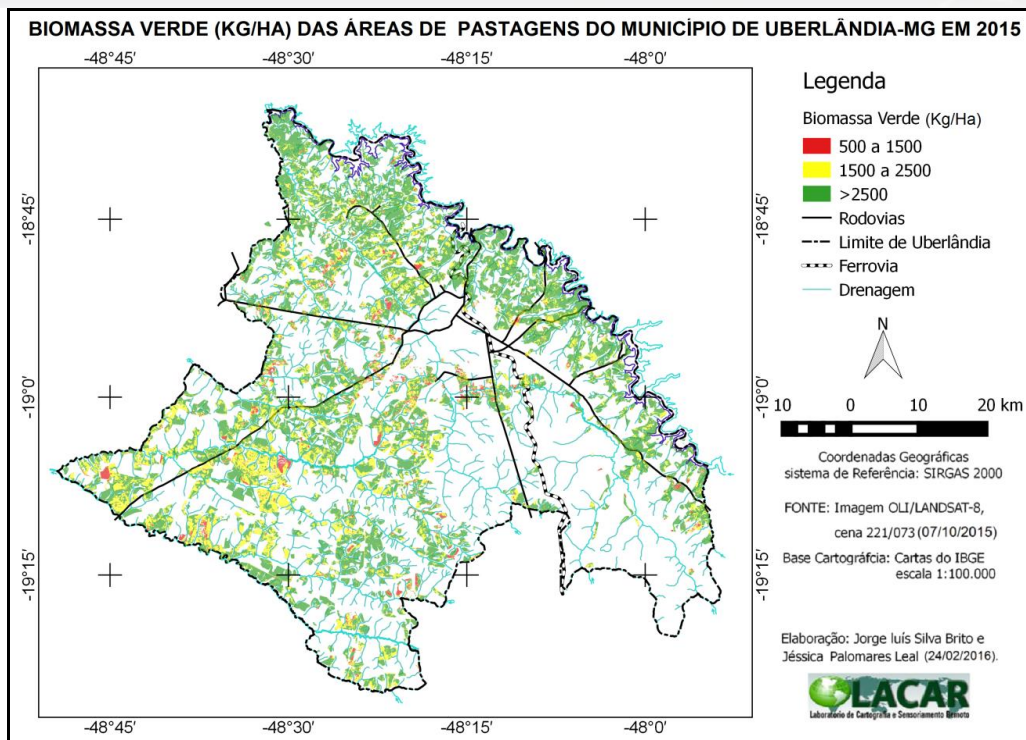 BIOMASSA VERDE (KG/HA) DAS ÁREAS DE PASTAGENS DO MUNICÍPIO DE UBERLÂNDIA-MG EM 2015
-48°45' -48°30' -48°15' -48°0'
-18°45' -18°45'
-19°0' -19°0'
-19°15' -19°15'
-48°45' -48°30' -48°15' -48°0'
Legenda
Biomassa Verde (Kg/Ha)
500 a 1500
1500 a 2500
>2500
Rodovias
Limite de Uberlândia
Ferrovia
Drenagem
N
10 0 10 20 km
Coordenadas Geográficas
sistema de Referência: SIRGAS 2000
FONTE: Imagem OLI/LANDSAT-8,
cena 221/073 (07/10/2015)
Base Cartográfcia: Cartas do IBGE
escala 1:100.000
Elaboração: Jorge luís Silva Brito e
Jéssica Palomares Leal (24/02/2016).
LACAR
Laboratório de Cartografia e Sensoriamento Remoto